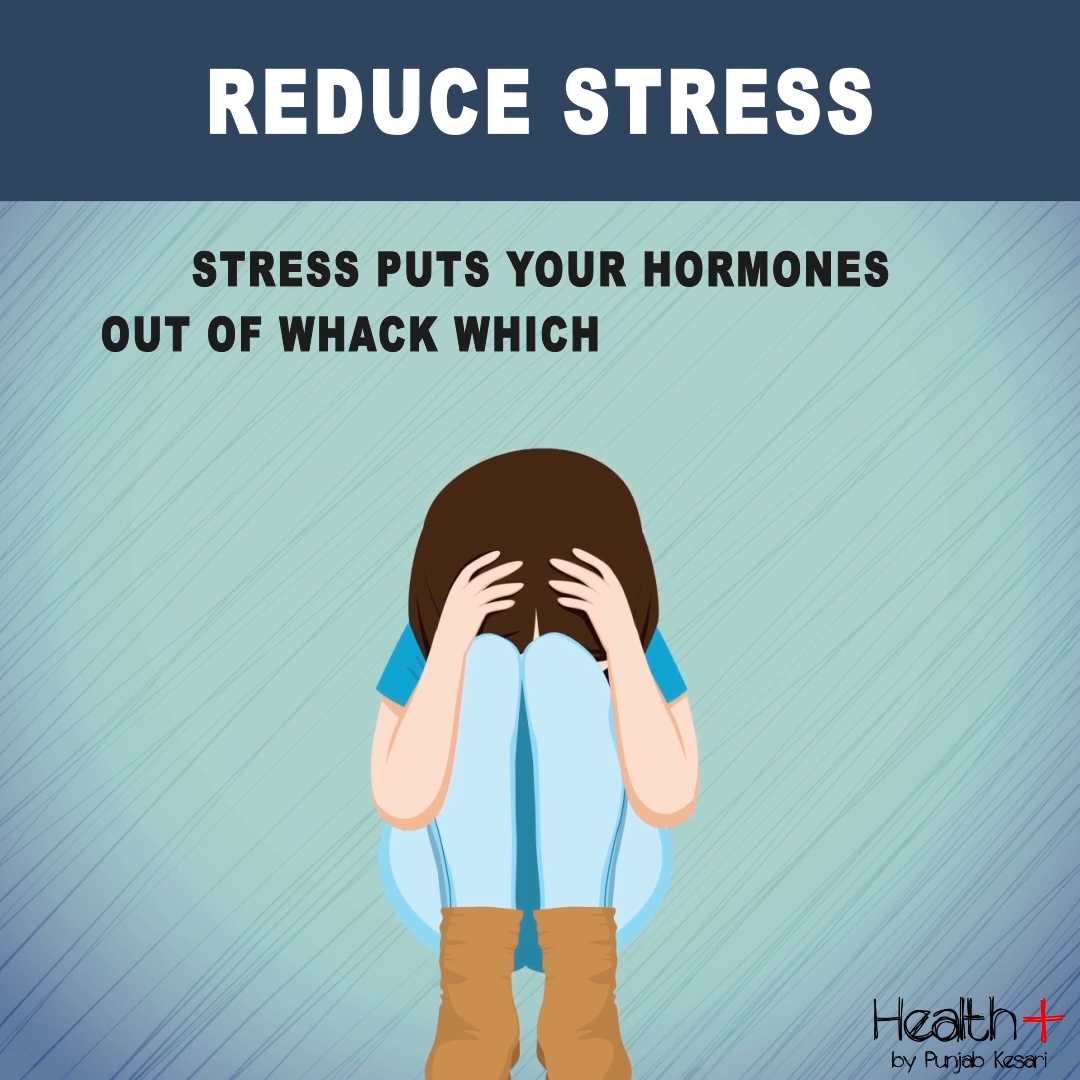 REDUCE STRESS
STRESS PUTS YOUR HORMONES
OUT OF WHACK WHICH
Health+
by Punjab Kesari